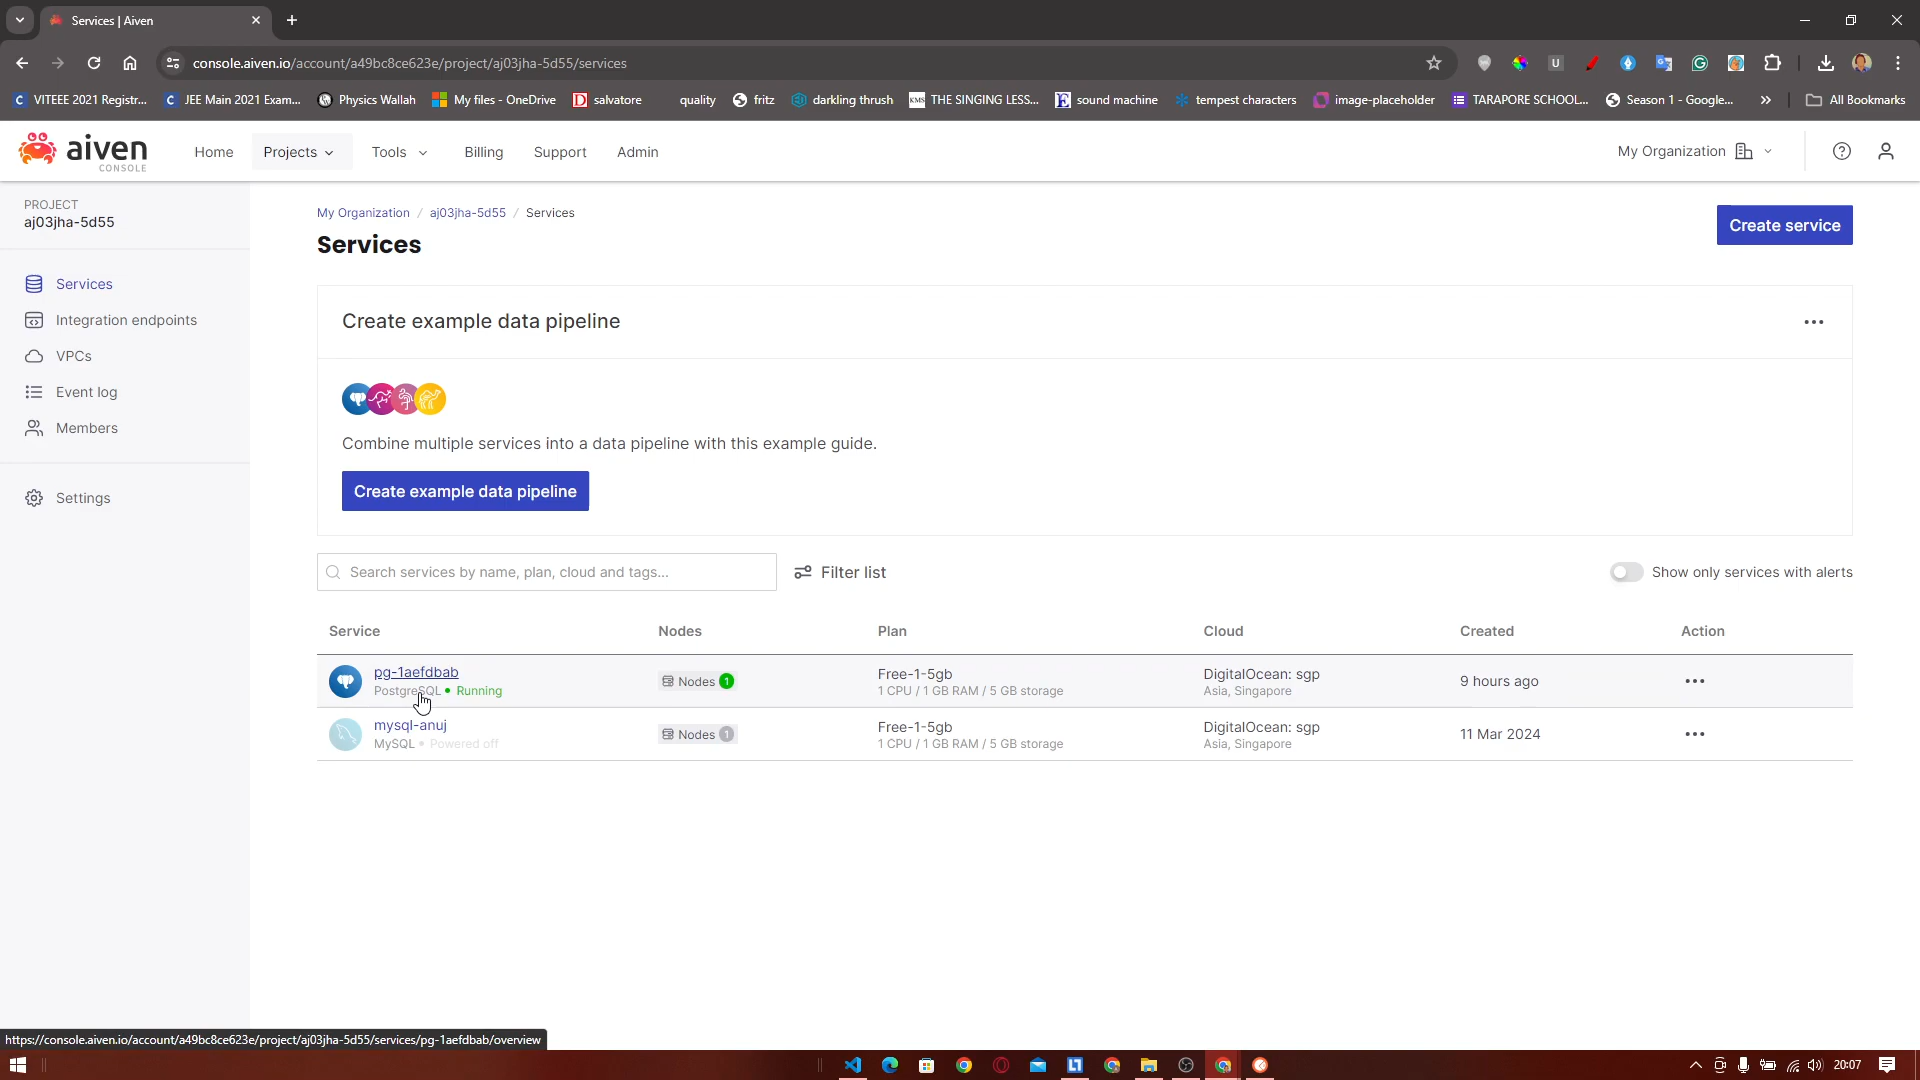 Services | Aiven
console.aiven.io/account/a49bc8ce623e/project/aj03jha-5d55/services
VITEEE 2021 Registr...
JEE Main 2021 Exam...
Physics Wallah
My files - OneDrive
salvatore
quality
fritz
darkling thrush
KMS THE SINGING LESS...
sound machine
tempest characters
image-placeholder
TARAPORE SCHOOL...
Season 1 - Google...
All Bookmarks
aiven
CONSOLE
Home
Projects
Tools
Billing
Support
Admin
My Organization
PROJECT
aj03jha-5d55
Services
Integration endpoints
VPCs
Event log
Members
Settings
My Organization / aj03jha-5d55 / Services
Services
Create service
Create example data pipeline
Combine multiple services into a data pipeline with this example guide.
Create example data pipeline
Search services by name, plan, cloud and tags...
Filter list
Show only services with alerts
Service Nodes Plan Cloud Created Action
pg-1aefdbab
PostgreSQL • Running
Nodes 1
Free-1-5gb
1 CPU / 1 GB RAM / 5 GB storage
DigitalOcean: sgp
Asia, Singapore
9 hours ago
mysql-anuj
MySQL • Powered off
Nodes 1
Free-1-5gb
1 CPU / 1 GB RAM / 5 GB storage
DigitalOcean: sgp
Asia, Singapore
11 Mar 2024
https://console.aiven.io/account/a49bc8ce623e/project/aj03jha-5d55/services/pg-1aefdbab/overview
20:07